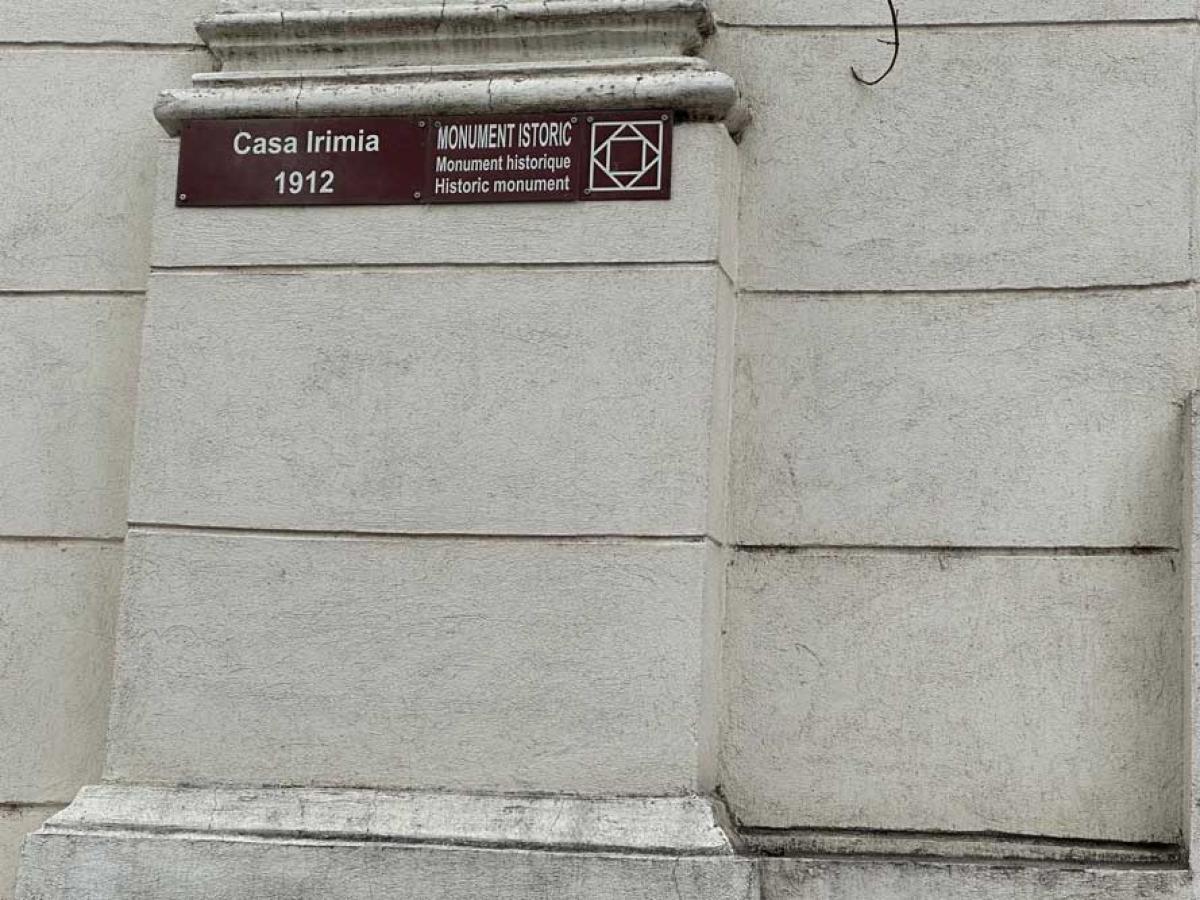 Casa Irimia
1912
MONUMENT ISTORIC
Monument historique
Historic monument